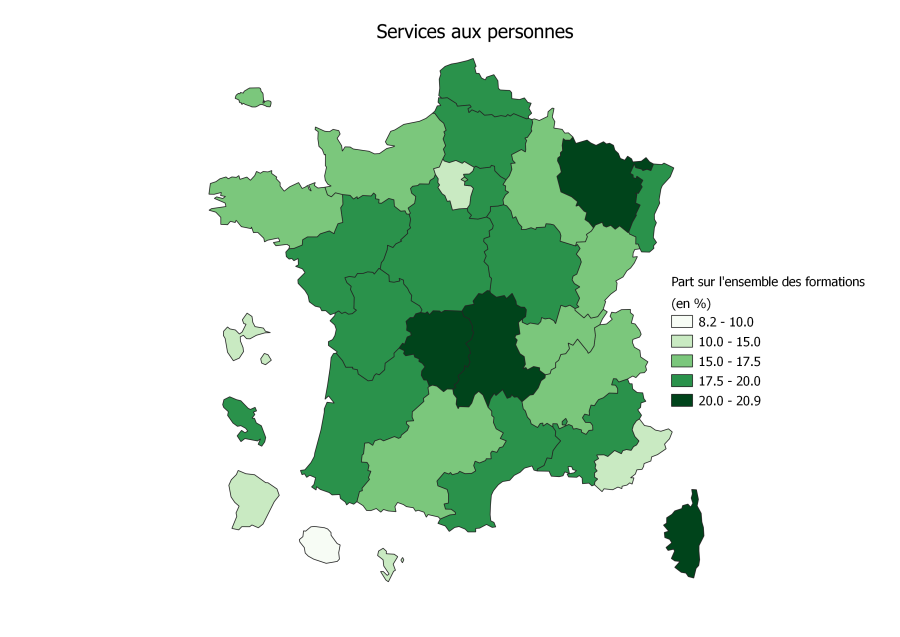 Services aux personnes
Part sur l'ensemble des formations
(en %)
8.2 - 10.0
10.0 - 15.0
15.0 - 17.5
17.5 - 20.0
20.0 - 20.9